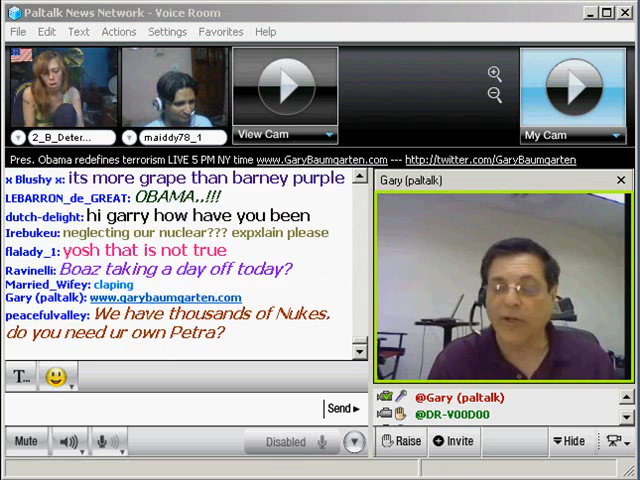 Paltalk News Network - Voice Room
File Edit Text Actions Settings Favorites Help
2_B_Deter... maiddy78_1 View Cam My Cam
Pres. Obama redefines terrorism LIVE 5 PM NY time www.GaryBaumgarten.com --- http://twitter.com/GaryBaumgarten
x Blushy x: its more grape than barney purple
LEBARRON_de_GREAT: OBAMA,.!!!
dutch-delight: hi garry how have you been
Irebukeu: neglecting our nuclear??? expxlain please
flalady_1: yosh that is not true
Ravinelli: Boaz taking a day off today?
Married_Wifey: claping
Gary (paltalk): www.garybaumgarten.com
peacefulvalley: We have thousands of Nukes,
do you need ur own Petra?
Gary (paltalk)
T...
Send
@Gary (paltalk)
@DR-V00D00
Mute Disabled Raise Invite Hide